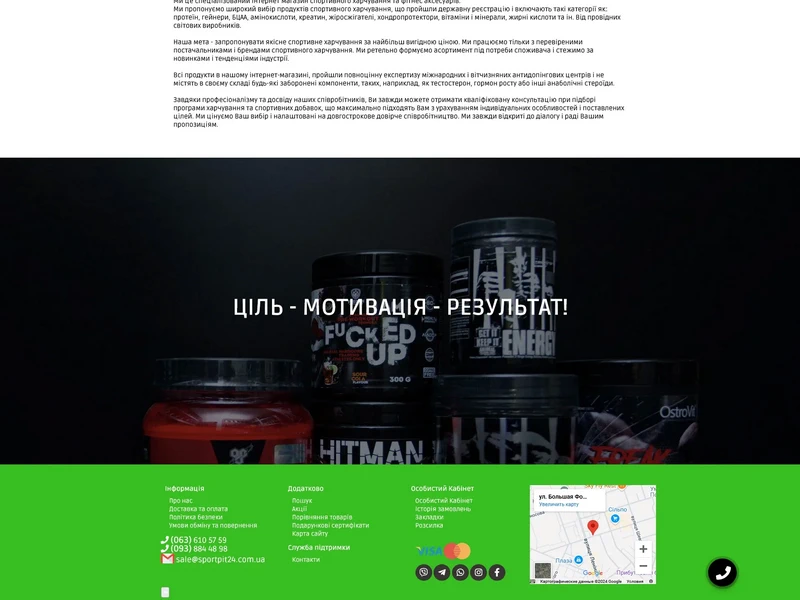 Ми це спеціалізований інтернет магазин спортивного харчування та фітнес аксесуарів.
Ми пропонуємо широкий вибір продуктів спортивного харчування, що пройшли державну реєстрацію і включають такі категорії як:
протеїн, гейнери, БЦАА, амінокислоти, креатин, жіросжігателі, хондропротектори, вітаміни і мінерали, жирні кислоти та ін. Від провідних
світових виробників.
Наша мета - запропонувати якісне спортивне харчування за найбільш вигідною ціною. Ми працюємо тільки з перевіреними
постачальниками і брендами спортивного харчування. Ми ретельно формуємо асортимент під потреби споживача і стежимо за
новинками і тенденціями індустрії.
Всі продукти в нашому інтернет-магазині, пройшли повноцінну експертизу міжнародних і вітчизняних антидопінгових центрів і не
містять в своєму складі будь-які заборонені компоненти, таких, наприклад, як тестостерон, гормон росту або інші анаболічні стероїди.
Завдяки професіоналізму та досвіду наших співробітників, Ви завжди можете отримати кваліфіковану консультацію при підборі
програми харчування та спортивних добавок, що максимально підходять Вам з урахуванням індивідуальних особливостей і поставлених
цілей. Ми цінуємо Ваш вибір і налаштовані на довгострокове довірче співробітництво. Ми завжди відкриті до діалогу і раді Вашим
пропозиціям.
ЦІЛЬ - МОТИВАЦІЯ - РЕЗУЛЬТАТ!
FUCKED
UP
SOUR
COLA
300 G
GET IT
KEEP IT
ENERGY
HITMAN
OstroVit
FREAK
Інформація
Про нас
Доставка та оплата
Політика безпеки
Умови обміну та повернення
(063) 610 57 59
(093) 884 48 98
sale@sportpit24.com.ua
Додатково
Пошук
Акції
Порівняння товарів
Подарункові сертифікати
Карта сайту
Служба підтримки
Контакти
Особистий Кабінет
Особистий Кабінет
Історія замовлень
Закладки
Розсилка
VISA
ул. Большая Фо...
Увеличить карту
Сільпо
Плаза
Google
Картографические данные ©2024 Google
Условия